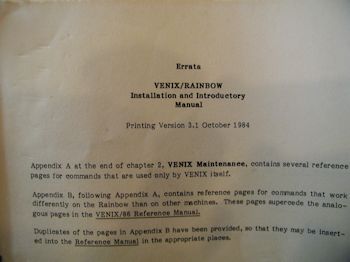 Errata
VENIX/RAINBOW
Installation and Introductory
Manual
Printing Version 3.1 October 1984
Appendix A at the end of chapter 2, VENIX Maintenance, contains several reference
pages for commands that are used only by VENIX itself.
Appendix B, following Appendix A, contains reference pages for commands that work
differently on the Rainbow than on other machines. These pages supercede the analo-
gous pages in the VENIX/86 Reference Manual.
Duplicates of the pages in Appendix B have been provided, so that they may be insert-
ed into the Reference Manual in the appropriate places.